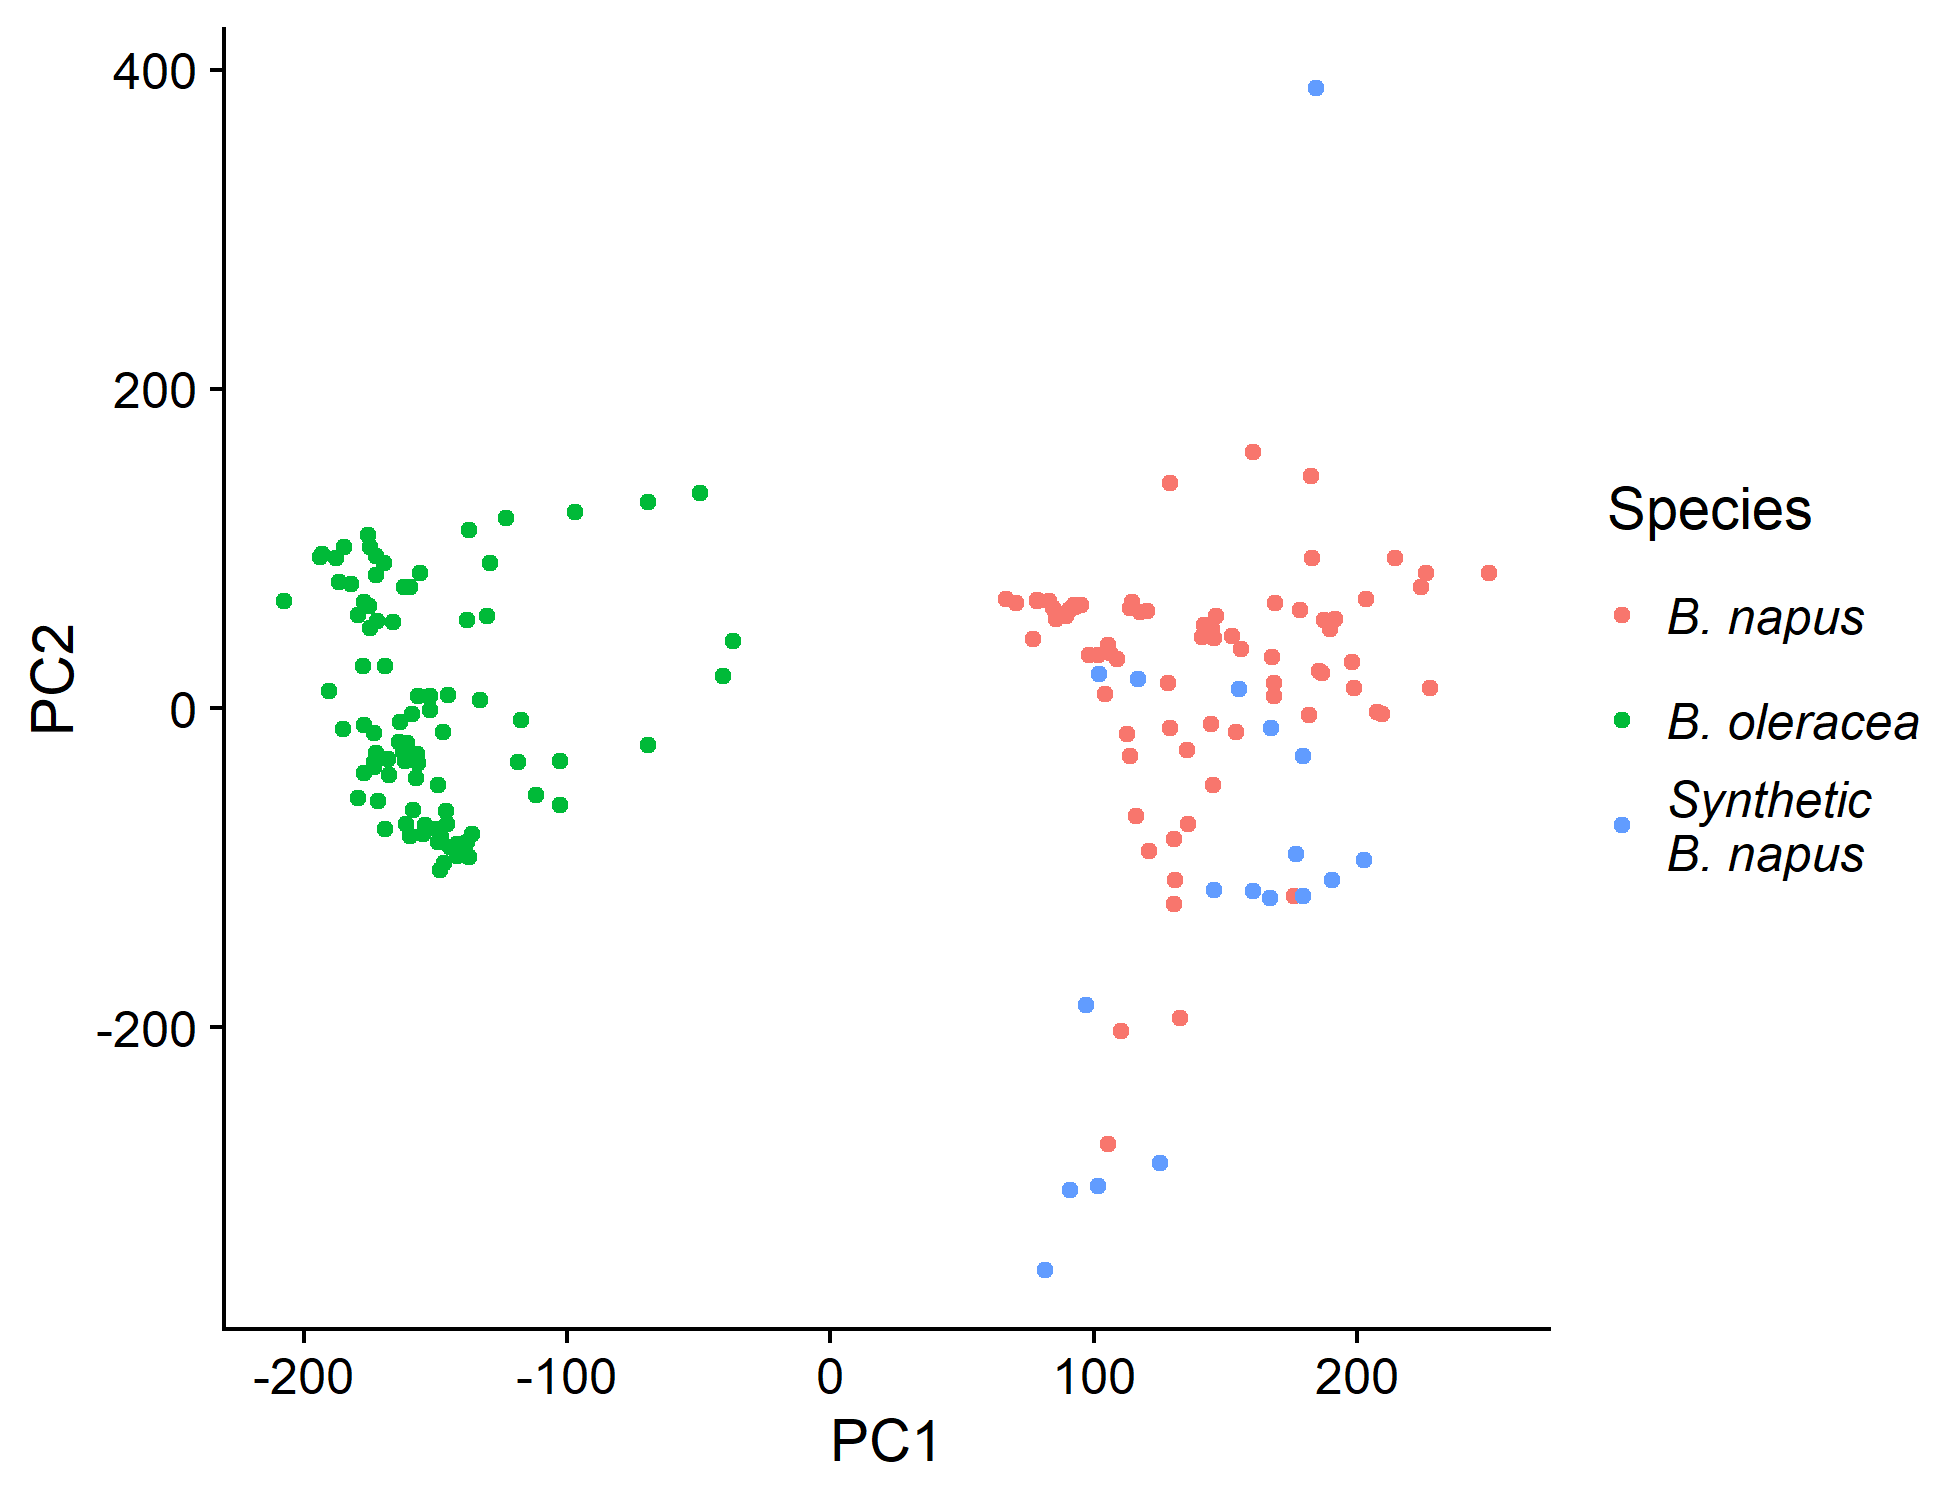 400
200
0
-200
PC2
-200
-100
0
100
200
PC1
Species
B. napus
B. oleracea
Synthetic
B. napus